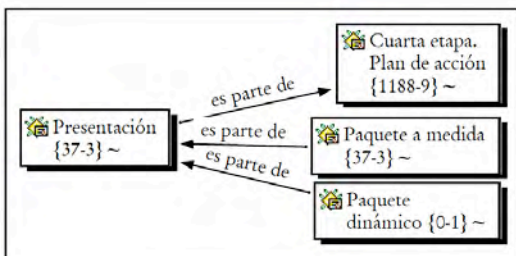 Cuarta etapa.
Plan de acción
{1188-9} ~
es parte de
Presentación
{37-3} ~
es parte de
Paquete a medida
{37-3} ~
es parte de
Paquete
dinámico {0-1} ~